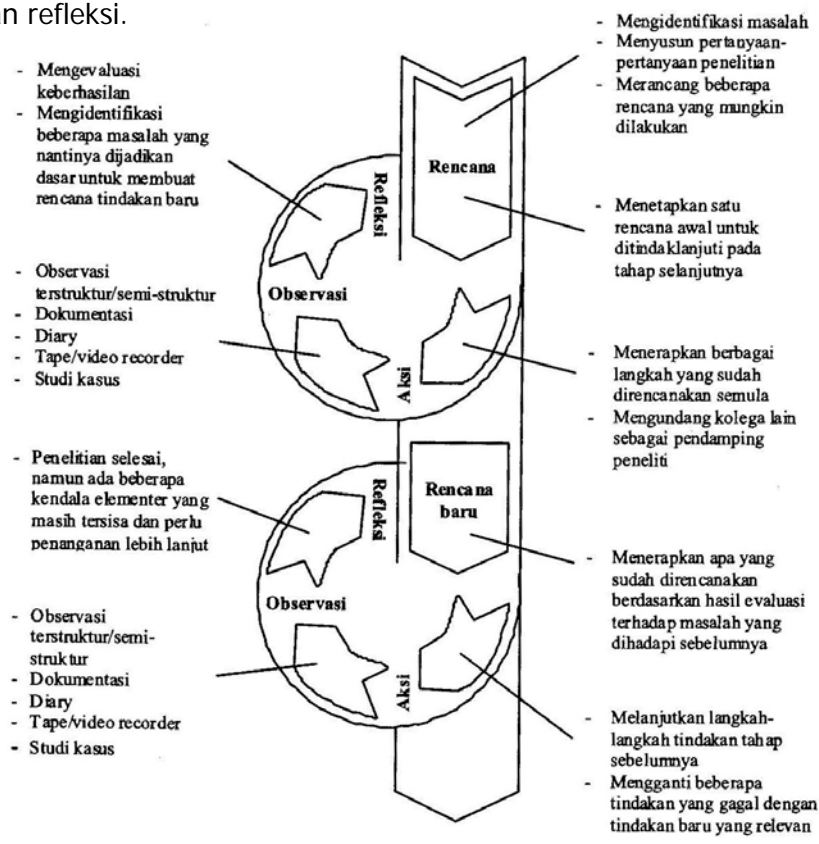 an refleksi.
- Mengidentifikasi masalah
- Menyusun pertanyaan-
pertanyaan penelitian
- Merancang beberapa
rencana yang mungkin
dilakukan
- Mengevaluasi
keberhasilan
- Mengidentifikasi
beberapa masalah yang
nantinya dijadikan
dasar untuk membuat
rencana tindakan baru
Refleksi
Rencana
- Menetapkan satu
rencana awal untuk
ditindaklanjuti pada
tahap selanjutnya
- Observasi
terstruktur/semi-struktur
- Dokumentasi
- Diary
- Tape/video recorder
- Studi kasus
Observasi
Aksi
- Menerapkan berbagai
langkah yang sudah
direncanakan semula
- Mengundang kolega lain
sebagai pendamping
peneliti
- Penelitian selesai,
namun ada beberapa
kendala elementer yang
masih tersisa dan perlu
penanganan lebih lanjut
Refleksi
Rencana
baru
- Menerapkan apa yang
sudah direncanakan
berdasarkan hasil evaluasi
terhadap masalah yang
dihadapi sebelumnya
- Observasi
terstruktur/semi-
struktur
- Dokumentasi
- Diary
- Tape/video recorder
- Studi kasus
Observasi
Aksi
- Melanjutkan langkah-
langkah tindakan tahap
sebelumnya
- Mengganti beberapa
tindakan yang gagal dengan
tindakan baru yang relevan